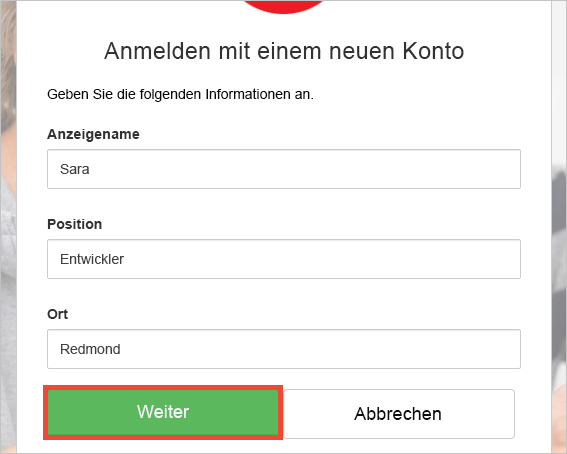 Anmelden mit einem neuen Konto
Geben Sie die folgenden Informationen an.
Anzeigename
Sara
Position
Entwickler
Ort
Redmond
Weiter
Abbrechen